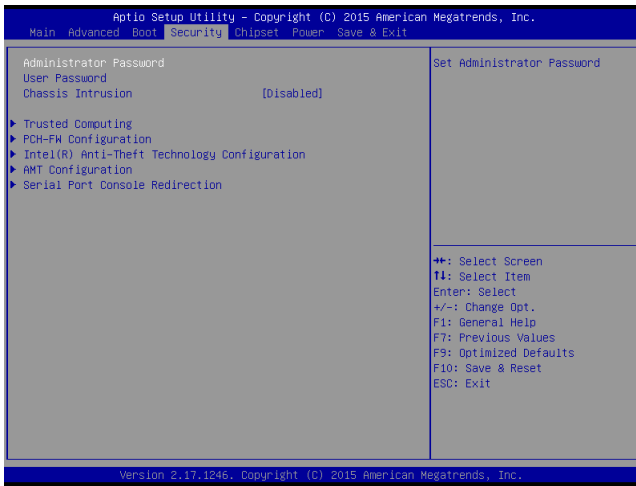 Aptio Setup Utility – Copyright (C) 2015 American Megatrends, Inc.
Main Advanced Boot Security Chipset Power Save & Exit
Administrator Password
User Password
Chassis Intrusion [Disabled]
Trusted Computing
PCH-FW Configuration
Intel(R) Anti-Theft Technology Configuration
AMT Configuration
Serial Port Console Redirection
Set Administrator Password
→←: Select Screen
↑↓: Select Item
Enter: Select
+/-: Change Opt.
F1: General Help
F7: Previous Values
F9: Optimized Defaults
F10: Save & Reset
ESC: Exit
Version 2.17.1246. Copyright (C) 2015 American Megatrends, Inc.